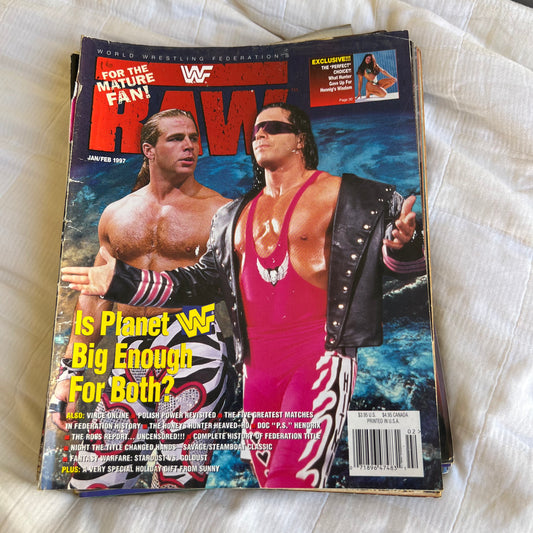 WORLD WRESTLING FEDERATION'S
FOR THE
MATURE
FAN!
WF
RAW
JAN/FEB 1997
EXCLUSIVE!!!
THE "PERFECT"
CHOICE?
What Hunter
Gave Up For
Hennig's Wisdom
Page 30
Is Planet WF
Big Enough
For Both?
ALSO: VINCE ONLINE • POLISH POWER REVISITED • THE FIVE GREATEST MATCHES
IN FEDERATION HISTORY • THE HONEYS HUNTER HEAVED-HO • DOC "P.S." HENDRIX
• THE ROSS REPORT... UNCENSORED!!! • COMPLETE HISTORY OF FEDERATION TITLE
• NIGHT THE TITLE CHANGED HANDS • SAVAGE/STEAMBOAT CLASSIC
• FANTASY WARFARE: STARDUST VS. GOLDUST
PLUS: A VERY SPECIAL HOLIDAY GIFT FROM SUNNY
$3.95 U.S. $4.95 CANADA
PRINTED IN U.S.A.
02